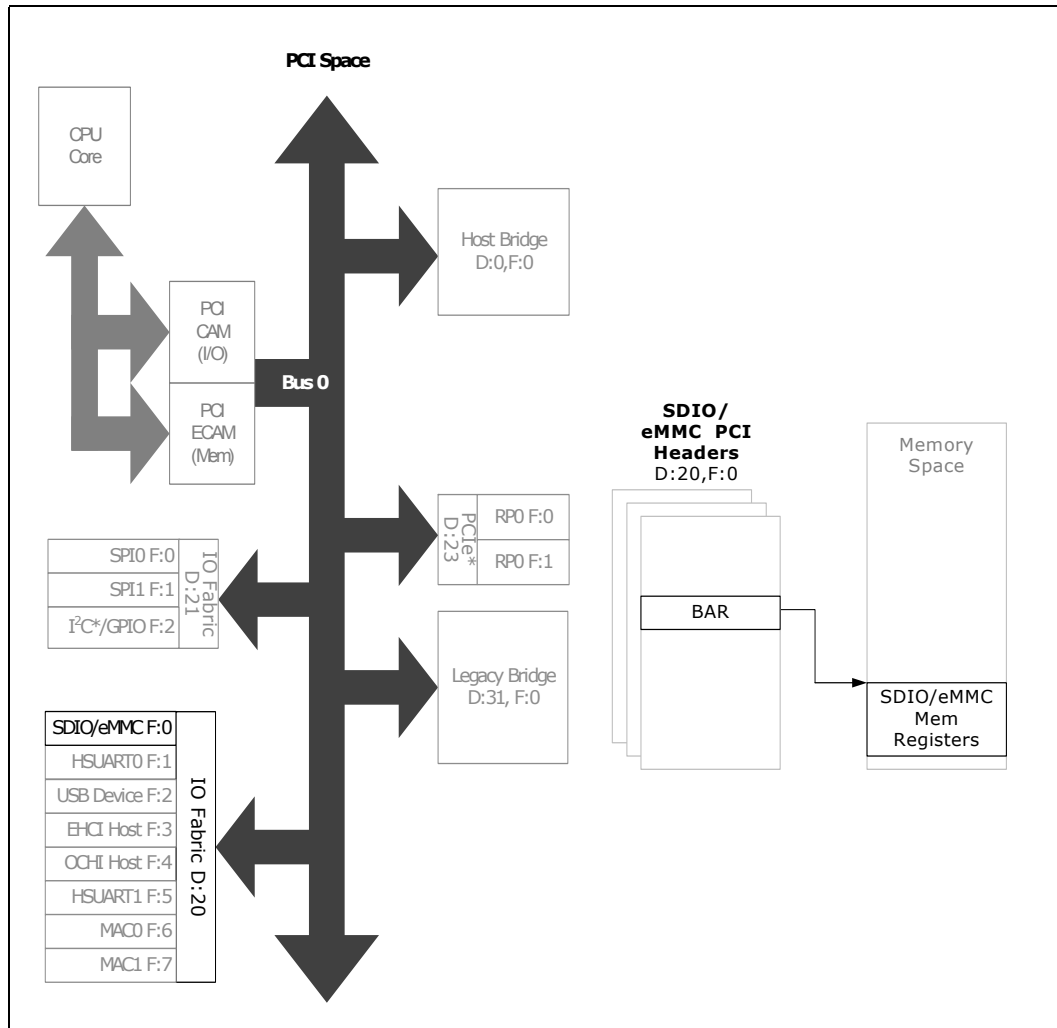 PCI Space
CPU
Core
Host Bridge
D:0,F:0
PCI
CAM
(I/O)
Bus 0
PCI
ECAM
(Mem)
SDIO/
eMMC PCI
Headers
D:20,F:0
Memory
Space
PCIe*
D:23
RP0 F:0
RP0 F:1
SPI0 F:0
SPI1 F:1
I²C*/GPIO F:2
IO Fabric
D:21
BAR
Legacy Bridge
D:31, F:0
SDIO/eMMC
Mem
Registers
SDIO/eMMC F:0
HSUART0 F:1
USB Device F:2
EHCI Host F:3
OCHI Host F:4
HSUART1 F:5
MAC0 F:6
MAC1 F:7
IO Fabric D:20